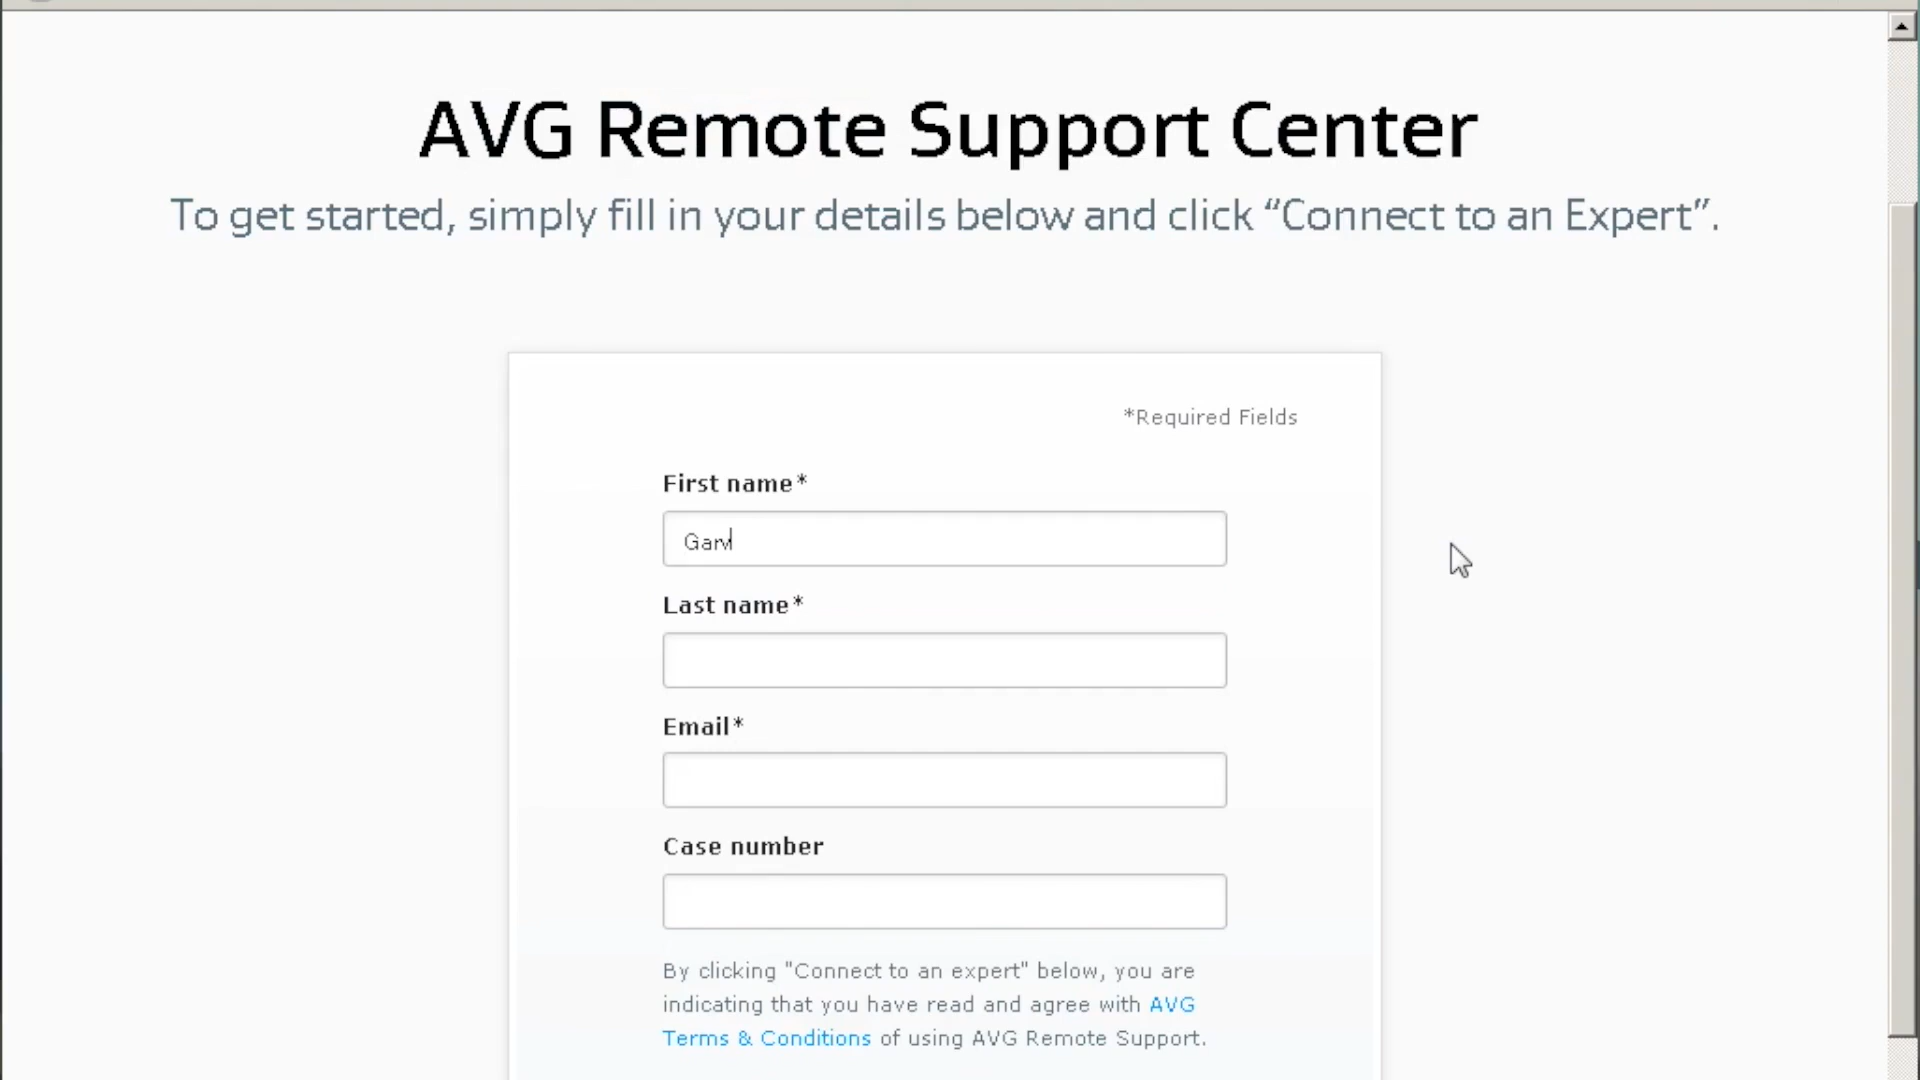 AVG Remote Support Center
To get started, simply fill in your details below and click “Connect to an Expert”.
*Required Fields
First name*
Garv
Last name*
Email*
Case number
By clicking "Connect to an expert" below, you are
indicating that you have read and agree with AVG
Terms & Conditions of using AVG Remote Support.